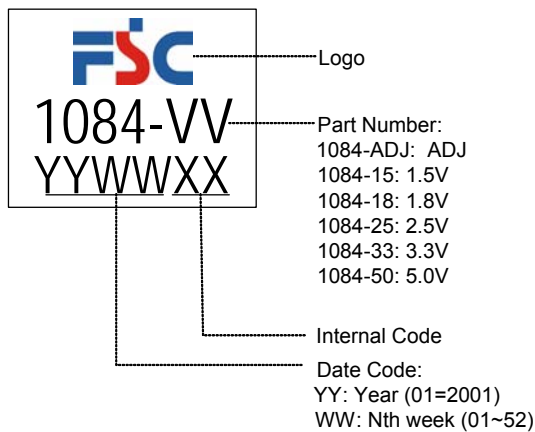 FSC
Logo
1084-VV
Part Number:
1084-ADJ: ADJ
1084-15: 1.5V
1084-18: 1.8V
1084-25: 2.5V
1084-33: 3.3V
1084-50: 5.0V
YYWWXX
Internal Code
Date Code:
YY: Year (01=2001)
WW: Nth week (01~52)